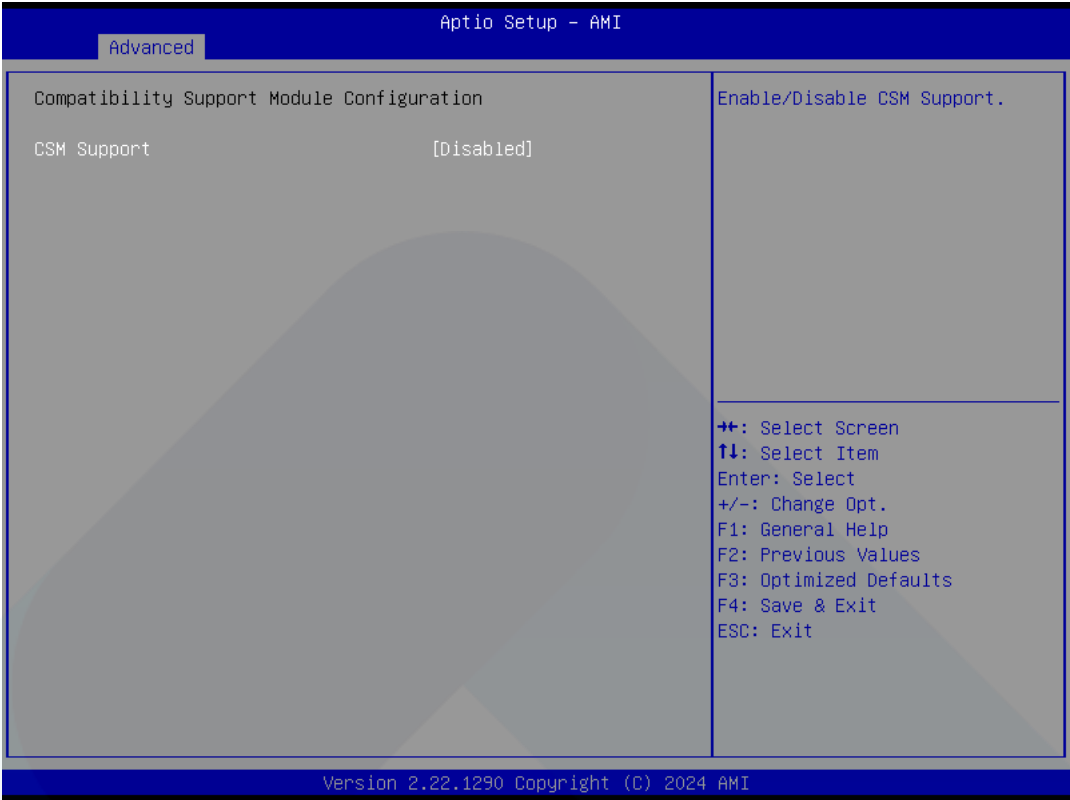 Aptio Setup - AMI
Advanced
Compatibility Support Module Configuration
CSM Support [Disabled]
Enable/Disable CSM Support.
→←: Select Screen
↑↓: Select Item
Enter: Select
+/-: Change Opt.
F1: General Help
F2: Previous Values
F3: Optimized Defaults
F4: Save & Exit
ESC: Exit
Version 2.22.1290 Copyright (C) 2024 AMI